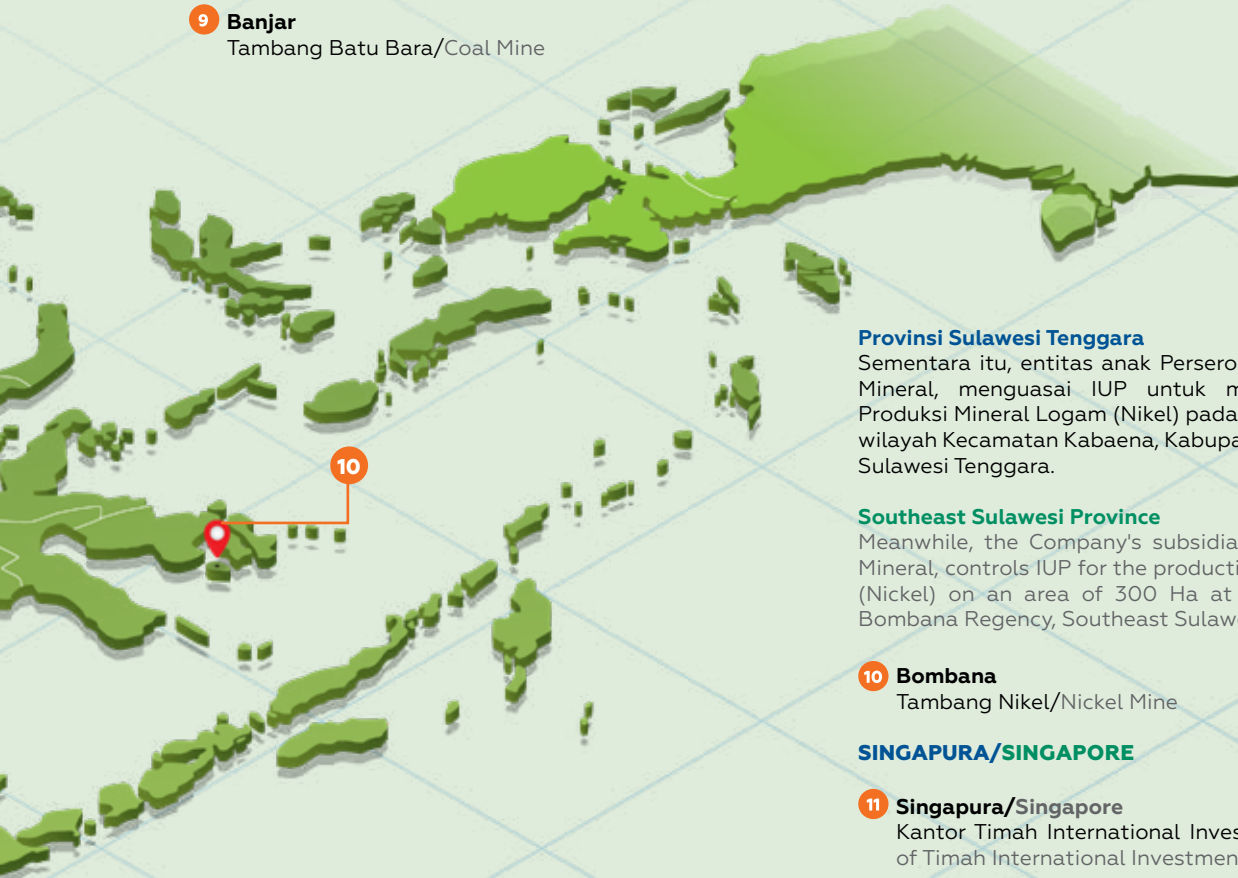 9 Banjar
Tambang Batu Bara/Coal Mine
10
Provinsi Sulawesi Tenggara
Sementara itu, entitas anak Persero
Mineral, menguasai IUP untuk m
Produksi Mineral Logam (Nikel) pada
wilayah Kecamatan Kabaena, Kabupa
Sulawesi Tenggara.
Southeast Sulawesi Province
Meanwhile, the Company's subsidia
Mineral, controls IUP for the producti
(Nickel) on an area of 300 Ha at
Bombana Regency, Southeast Sulaw
10 Bombana
Tambang Nikel/Nickel Mine
SINGAPURA/SINGAPORE
11 Singapura/Singapore
Kantor Timah International Inves
of Timah International Investmen